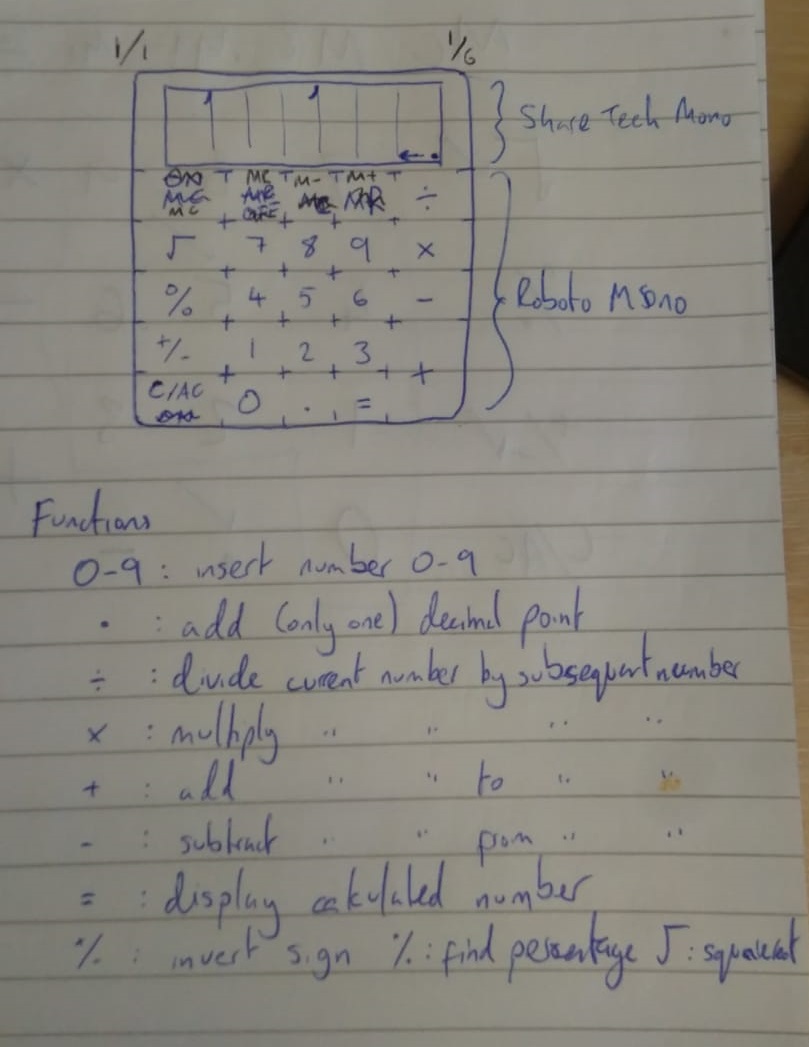 1/1 1/6
Share Tech Mono
MC MR M- M+ ÷
√ 7 8 9 ×
% 4 5 6 -
Roboto Mono
+/- 1 2 3 +
C/AC 0 . =
Functions
0-9 : insert number 0-9
. : add (only one) decimal point
÷ : divide current number by subsequent number
× : multiply " " " "
+ : add " " to " "
- : subtract " " from " "
= : display calculated number
+/- : invert sign % : find percentage √ : squareroot